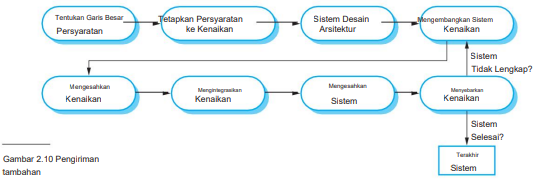 Tentukan Garis Besar
Persyaratan
Tetapkan Persyaratan
ke Kenaikan
Sistem Desain
Arsitektur
Mengembangkan Sistem
Kenaikan
Sistem
Tidak Lengkap?
Mengesahkan
Kenaikan
Mengintegrasikan
Kenaikan
Mengesahkan
Sistem
Menyebarkan
Kenaikan
Sistem
Selesai?
Terakhir
Sistem
Gambar 2.10 Pengiriman
tambahan